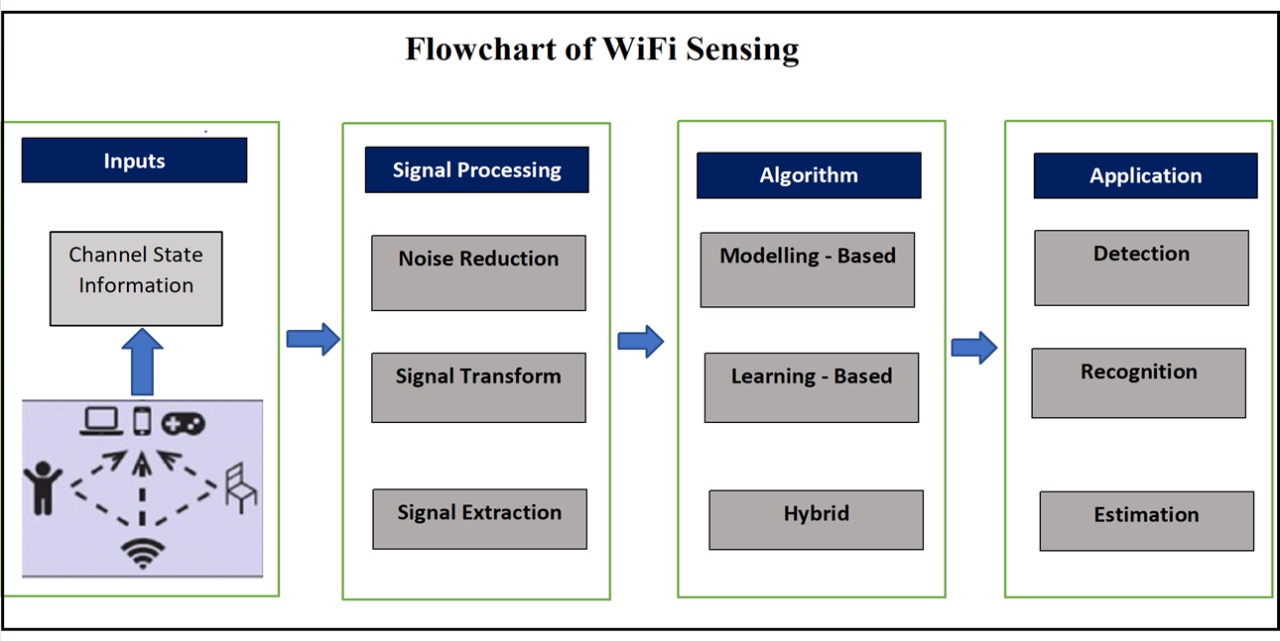 Flowchart of WiFi Sensing
Inputs
Channel State
Information
Signal Processing
Noise Reduction
Signal Transform
Signal Extraction
Algorithm
Modelling - Based
Learning - Based
Hybrid
Application
Detection
Recognition
Estimation